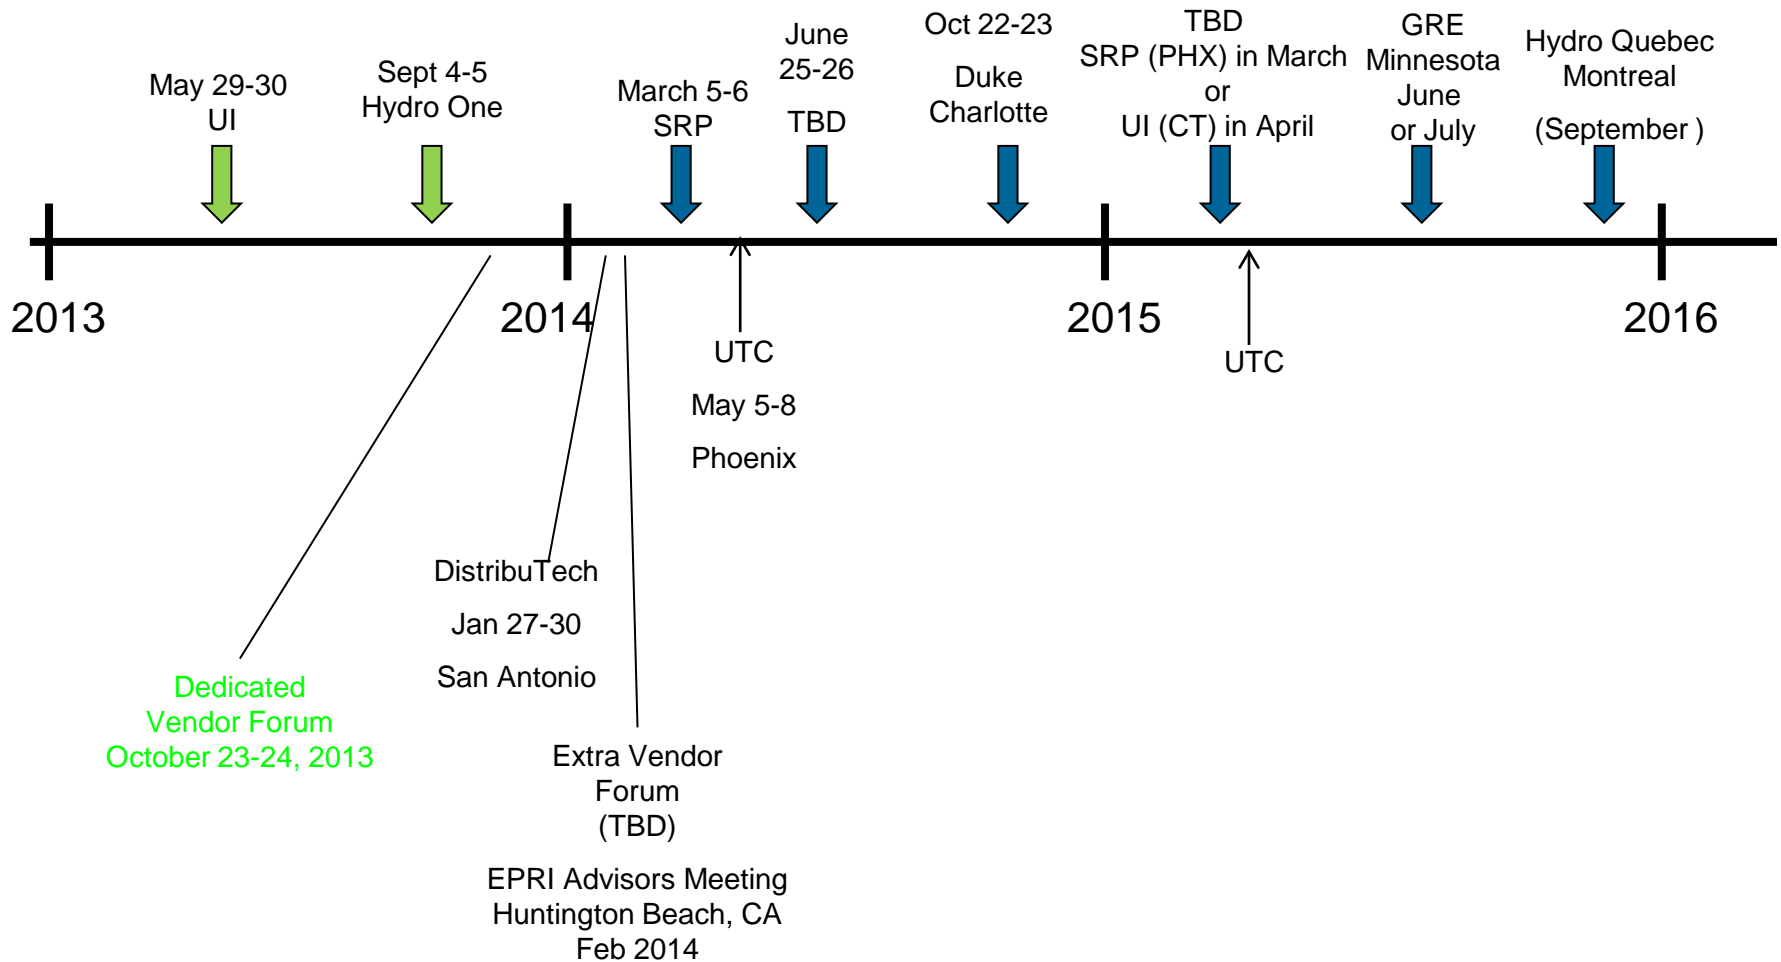 May 29-30
UI
Sept 4-5
Hydro One
March 5-6
SRP
June
25-26
TBD
Oct 22-23
Duke
Charlotte
TBD
SRP (PHX) in March
or
UI (CT) in April
GRE
Minnesota
June
or July
Hydro Quebec
Montreal
(September )
2013
2014
2015
2016
UTC
May 5-8
Phoenix
UTC
DistribuTech
Jan 27-30
San Antonio
Dedicated
Vendor Forum
October 23-24, 2013
Extra Vendor
Forum
(TBD)
EPRI Advisors Meeting
Huntington Beach, CA
Feb 2014